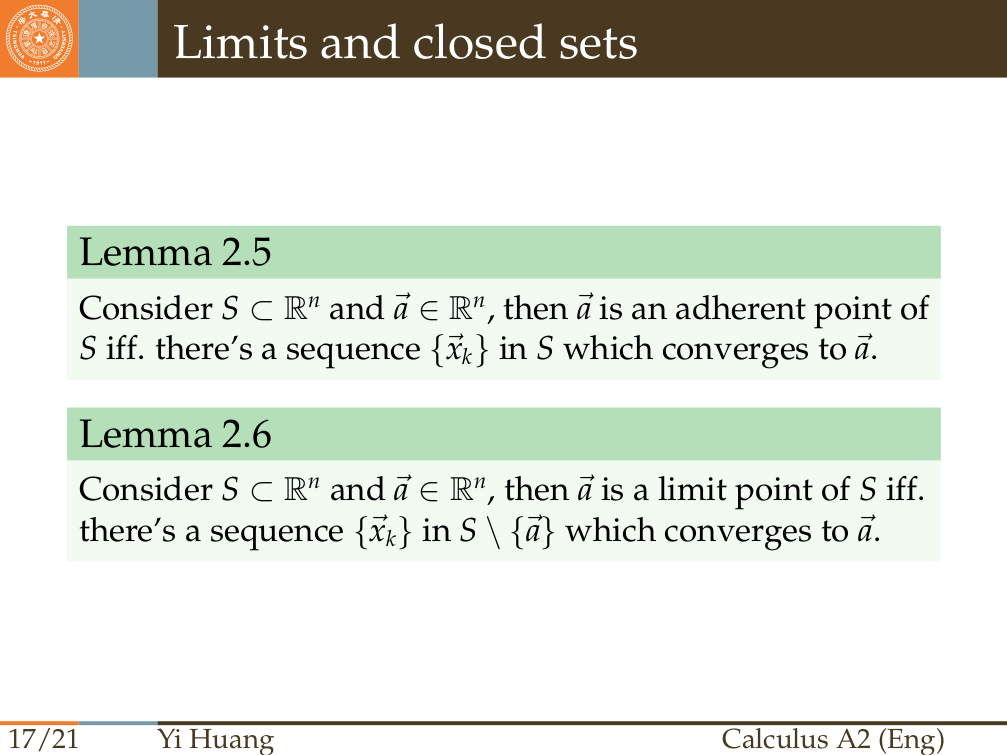 Limits and closed sets
Lemma 2.5
Consider S ⊂ ℝⁿ and a⃗ ∈ ℝⁿ, then a⃗ is an adherent point of
S iff. there’s a sequence {x⃗ₖ} in S which converges to a⃗.
Lemma 2.6
Consider S ⊂ ℝⁿ and a⃗ ∈ ℝⁿ, then a⃗ is a limit point of S iff.
there’s a sequence {x⃗ₖ} in S \ {a⃗} which converges to a⃗.
17/21 Yi Huang Calculus A2 (Eng)